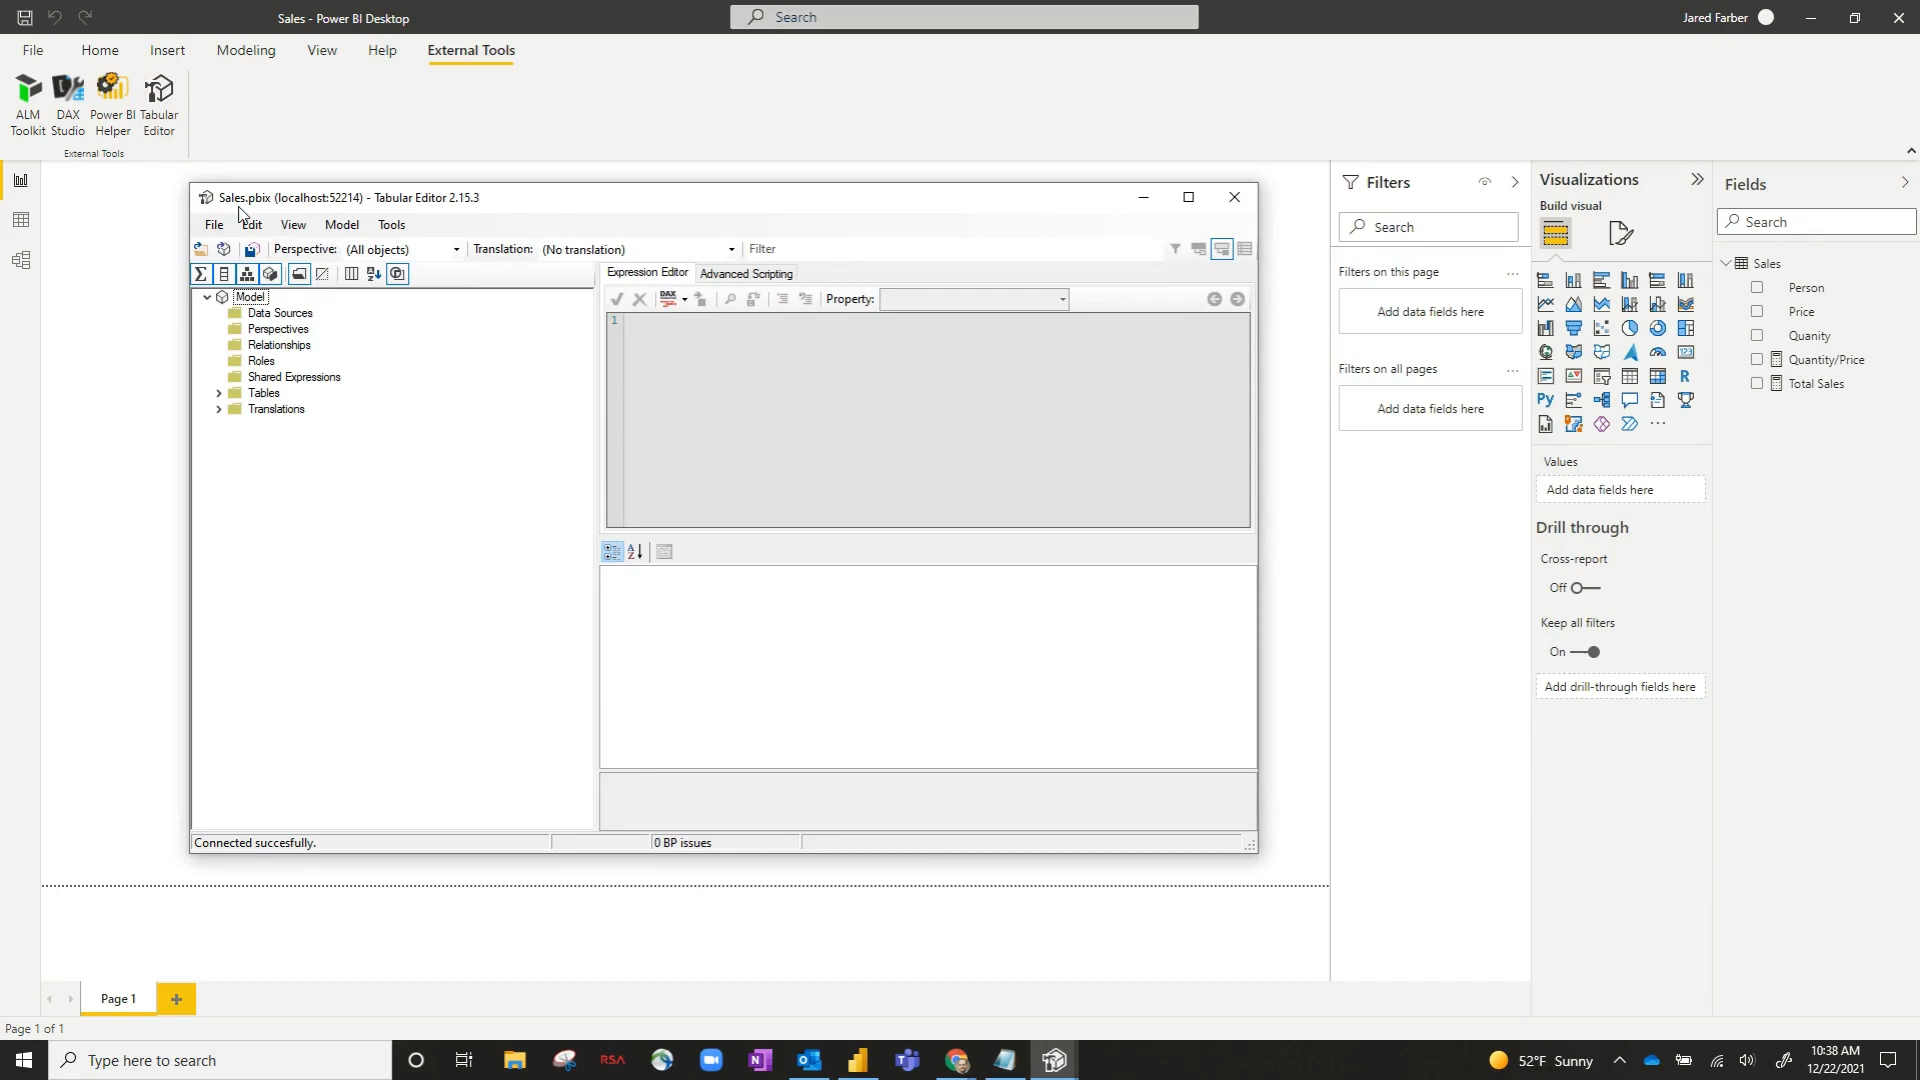 Sales - Power BI Desktop
Search
Jared Farber
File Home Insert Modeling View Help External Tools
ALM Toolkit
DAX Studio
Power BI Helper
Tabular Editor
External Tools
Sales.pbix (localhost:52214) - Tabular Editor 2.15.3
File Edit View Model Tools
Perspective: (All objects) Translation: (No translation) Filter
Expression Editor Advanced Scripting
DAX Property:
1
Model
Data Sources
Perspectives
Relationships
Roles
Shared Expressions
Tables
Translations
Connected succesfully. 0 BP issues
Filters
Search
Filters on this page ...
Add data fields here
Filters on all pages ...
Add data fields here
Visualizations
Build visual
123
R
Py
...
Values
Add data fields here
Drill through
Cross-report
Off
Keep all filters
On
Add drill-through fields here
Fields
Search
Sales
Person
Price
Quanity
Quantity/Price
Total Sales
Page 1
Page 1 of 1
Type here to search
RSA
52°F Sunny
10:38 AM
12/22/2021